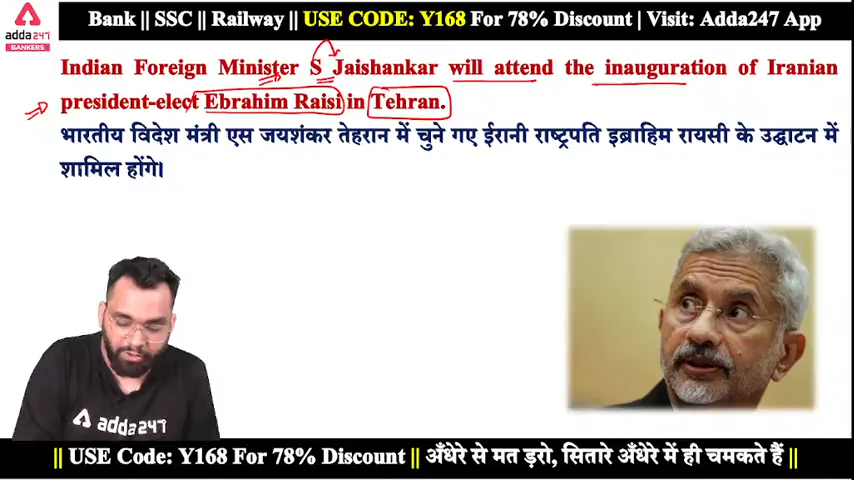 Bank || SSC || Railway || USE CODE: Y168 For 78% Discount | Visit: Adda247 App
adda247
BANKERS
Indian Foreign Minister S Jaishankar will attend the inauguration of Iranian
president-elect Ebrahim Raisi in Tehran.
भारतीय विदेश मंत्री एस जयशंकर तेहरान में चुने गए ईरानी राष्ट्रपति इब्राहिम रायसी के उद्घाटन में
शामिल होंगे।
adda247
|| USE Code: Y168 For 78% Discount || अँधेरे से मत ड़रो, सितारे अँधेरे में ही चमकते हैं ||